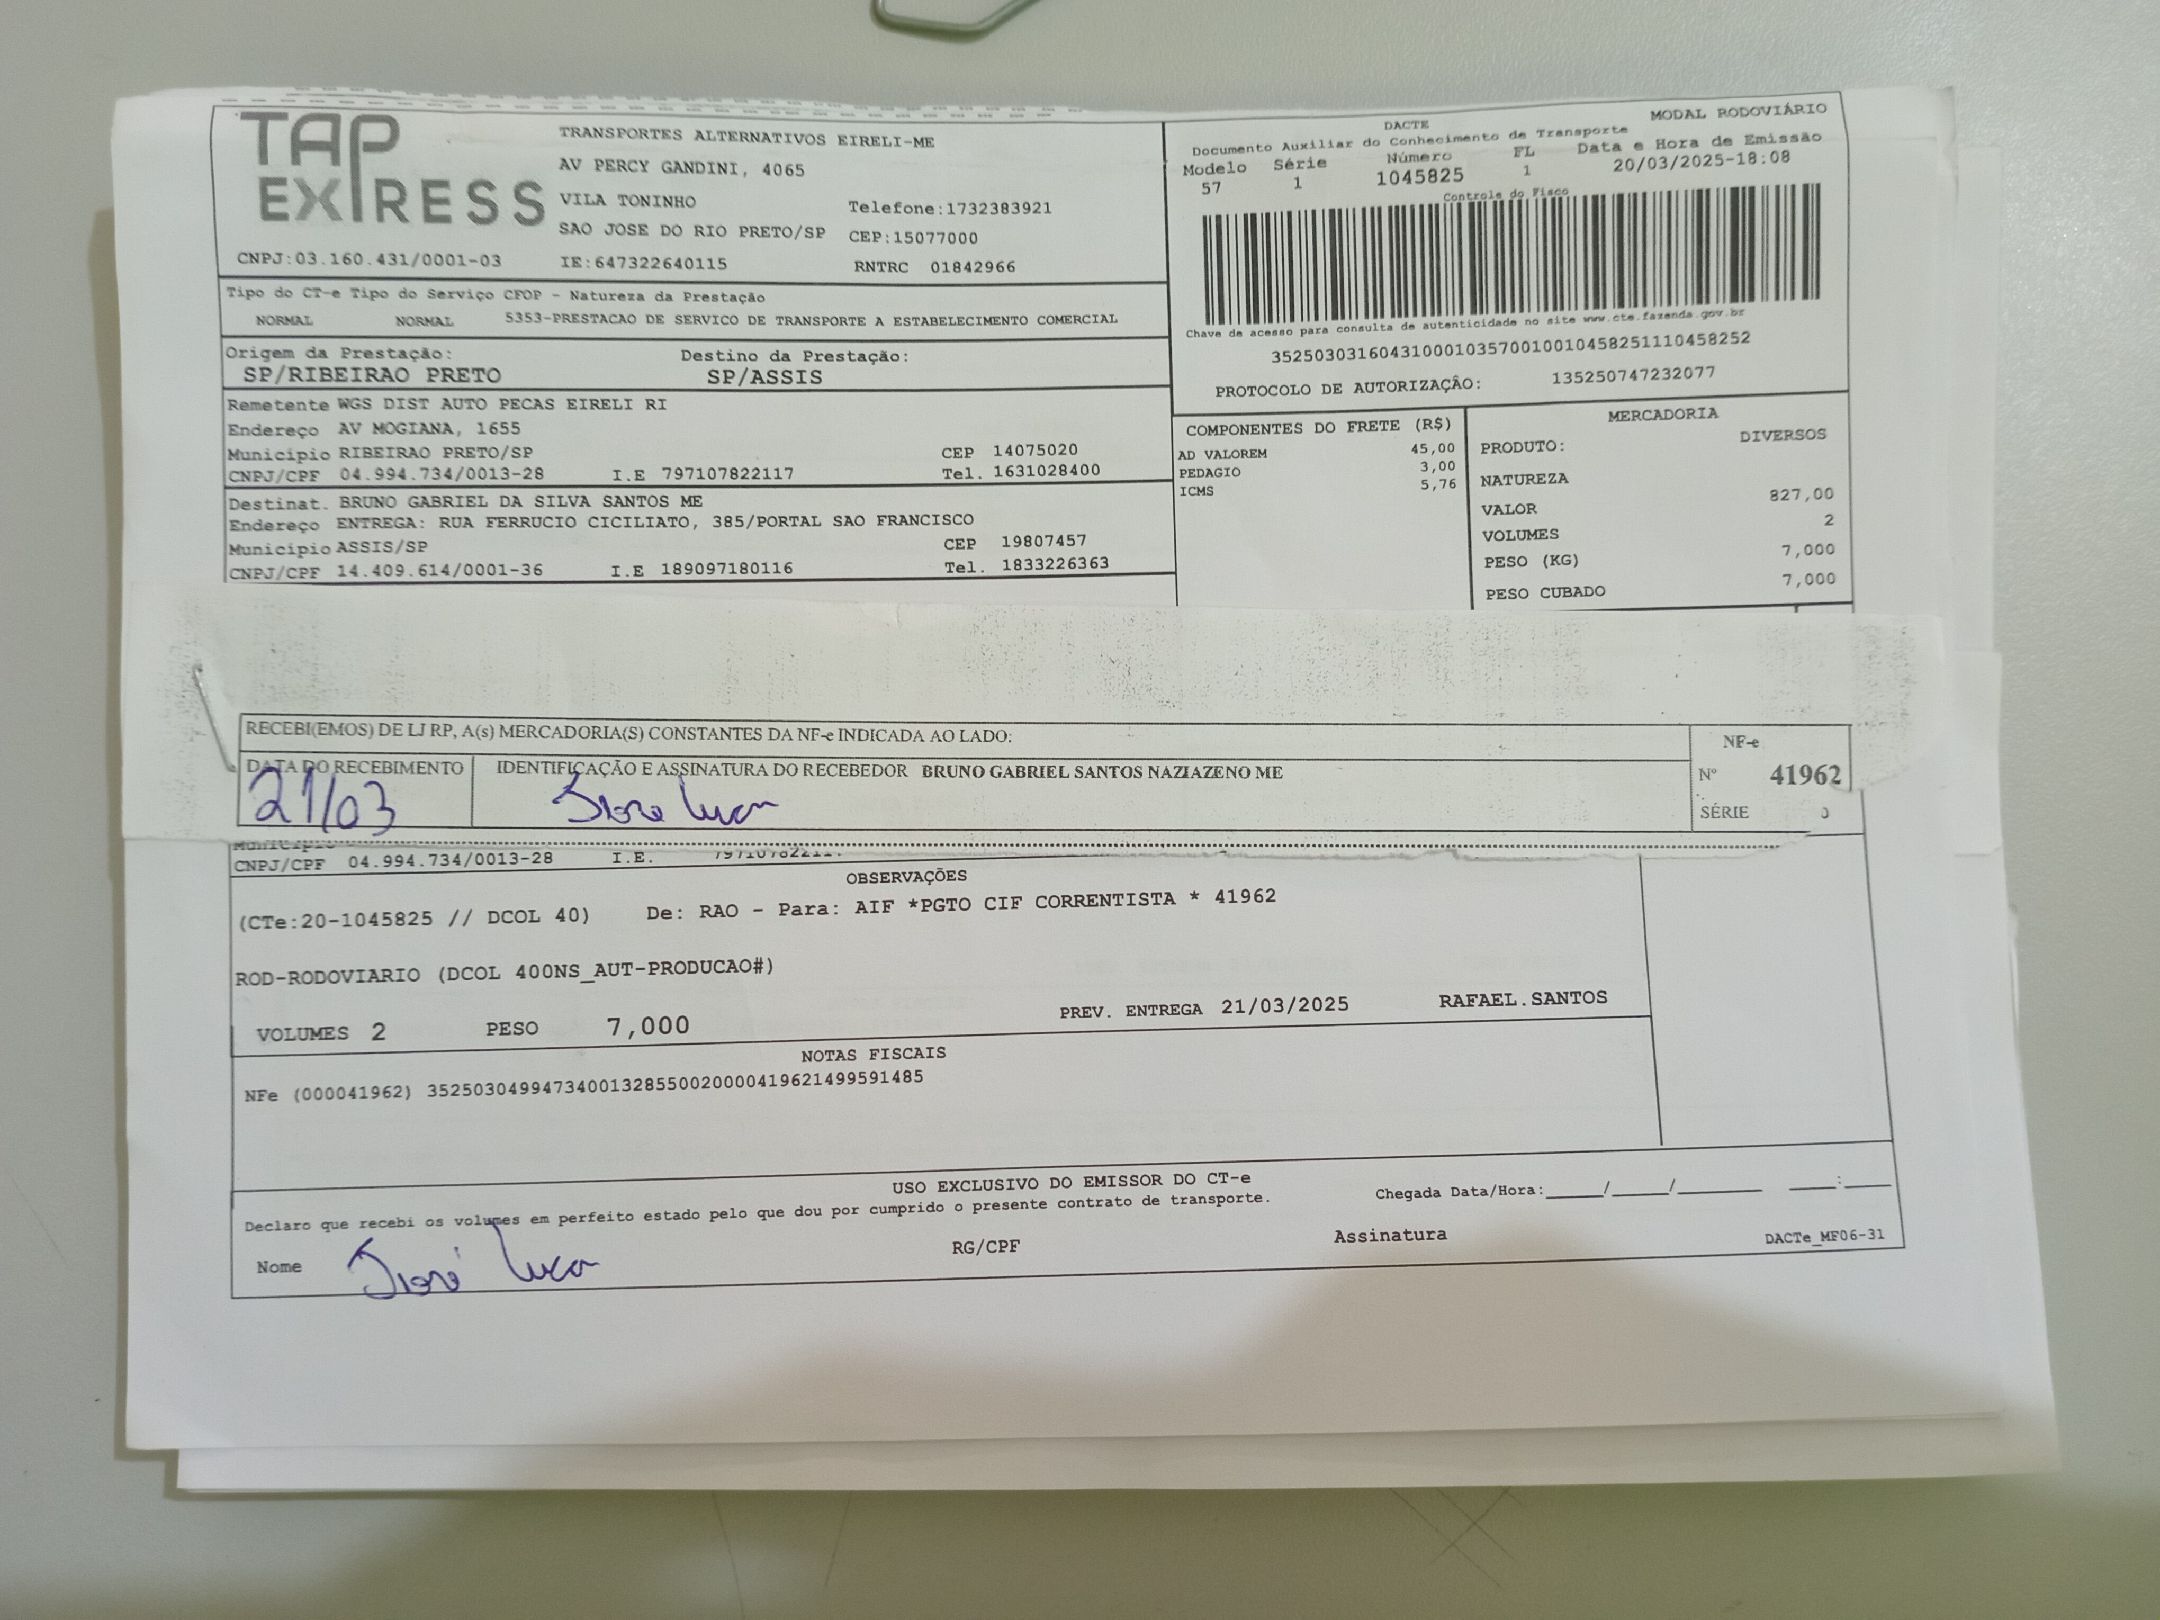 TAP EXPRESS
TRANSPORTES ALTERNATIVOS EIRELI-ME
AV PERCY GANDINI, 4065
VILA TONINHO Telefone:1732383921
SAO JOSE DO RIO PRETO/SP CEP:15077000
CNPJ:03.160.431/0001-03 IE:647322640115 RNTRC 01842966
MODAL RODOVIÁRIO
DACTE
Documento Auxiliar do Conhecimento de Transporte
Modelo Série Número FL Data e Hora de Emissão
57 1 1045825 1 20/03/2025-18:08
Controle do Fisco
Chave de acesso para consulta de autenticidade no site www.cte.fazenda.gov.br
35250303160431000103570010010458251110458252
PROTOCOLO DE AUTORIZAÇÃO: 135250747232077
Tipo do CT-e Tipo do Serviço CFOP - Natureza da Prestação
NORMAL NORMAL 5353-PRESTACAO DE SERVICO DE TRANSPORTE A ESTABELECIMENTO COMERCIAL
Origem da Prestação: Destino da Prestação:
SP/RIBEIRAO PRETO SP/ASSIS
Remetente WGS DIST AUTO PECAS EIRELI RI
Endereço AV MOGIANA, 1655
Municipio RIBEIRAO PRETO/SP CEP 14075020
CNPJ/CPF 04.994.734/0013-28 I.E 797107822117 Tel. 1631028400
Destinat. BRUNO GABRIEL DA SILVA SANTOS ME
Endereço ENTREGA: RUA FERRUCIO CICILIATO, 385/PORTAL SAO FRANCISCO
Municipio ASSIS/SP CEP 19807457
CNPJ/CPF 14.409.614/0001-36 I.E 189097180116 Tel. 1833226363
COMPONENTES DO FRETE (R$)
AD VALOREM 45,00
PEDAGIO 3,00
ICMS 5,76
MERCADORIA
PRODUTO: DIVERSOS
NATUREZA
VALOR 827,00
VOLUMES 2
PESO (KG) 7,000
PESO CUBADO 7,000
RECEBI(EMOS) DE LJ RP, A(s) MERCADORIA(S) CONSTANTES DA NF-e INDICADA AO LADO:
NF-e
DATA DO RECEBIMENTO IDENTIFICAÇÃO E ASSINATURA DO RECEBEDOR BRUNO GABRIEL SANTOS NAZIAZENO ME
Nº 41962
21/03
SÉRIE
Municipio
CNPJ/CPF 04.994.734/0013-28 I.E.
OBSERVAÇÕES
(CTe:20-1045825 // DCOL 40) De: RAO - Para: AIF *PGTO CIF CORRENTISTA * 41962
ROD-RODOVIARIO (DCOL 400NS_AUT-PRODUCAO#)
VOLUMES 2 PESO 7,000 PREV. ENTREGA 21/03/2025 RAFAEL.SANTOS
NOTAS FISCAIS
NFe (000041962) 35250304994734001328550020000419621499591485
USO EXCLUSIVO DO EMISSOR DO CT-e
Declaro que recebi os volumes em perfeito estado pelo que dou por cumprido o presente contrato de transporte.
Chegada Data/Hora:_____/_____/_______ ____:____
Nome RG/CPF Assinatura DACTe_MF06-31